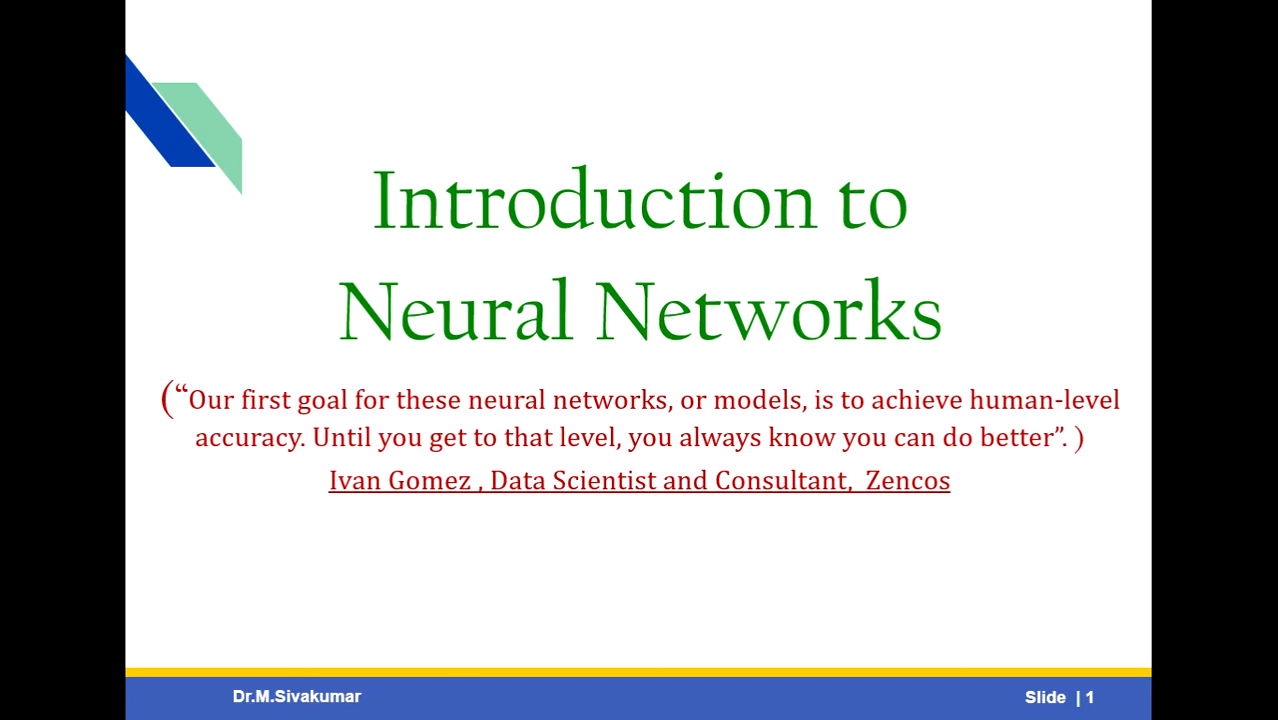 Introduction to
Neural Networks
(“Our first goal for these neural networks, or models, is to achieve human-level
accuracy. Until you get to that level, you always know you can do better”. )
Ivan Gomez , Data Scientist and Consultant,  Zencos
Dr.M.Sivakumar
Slide | 1